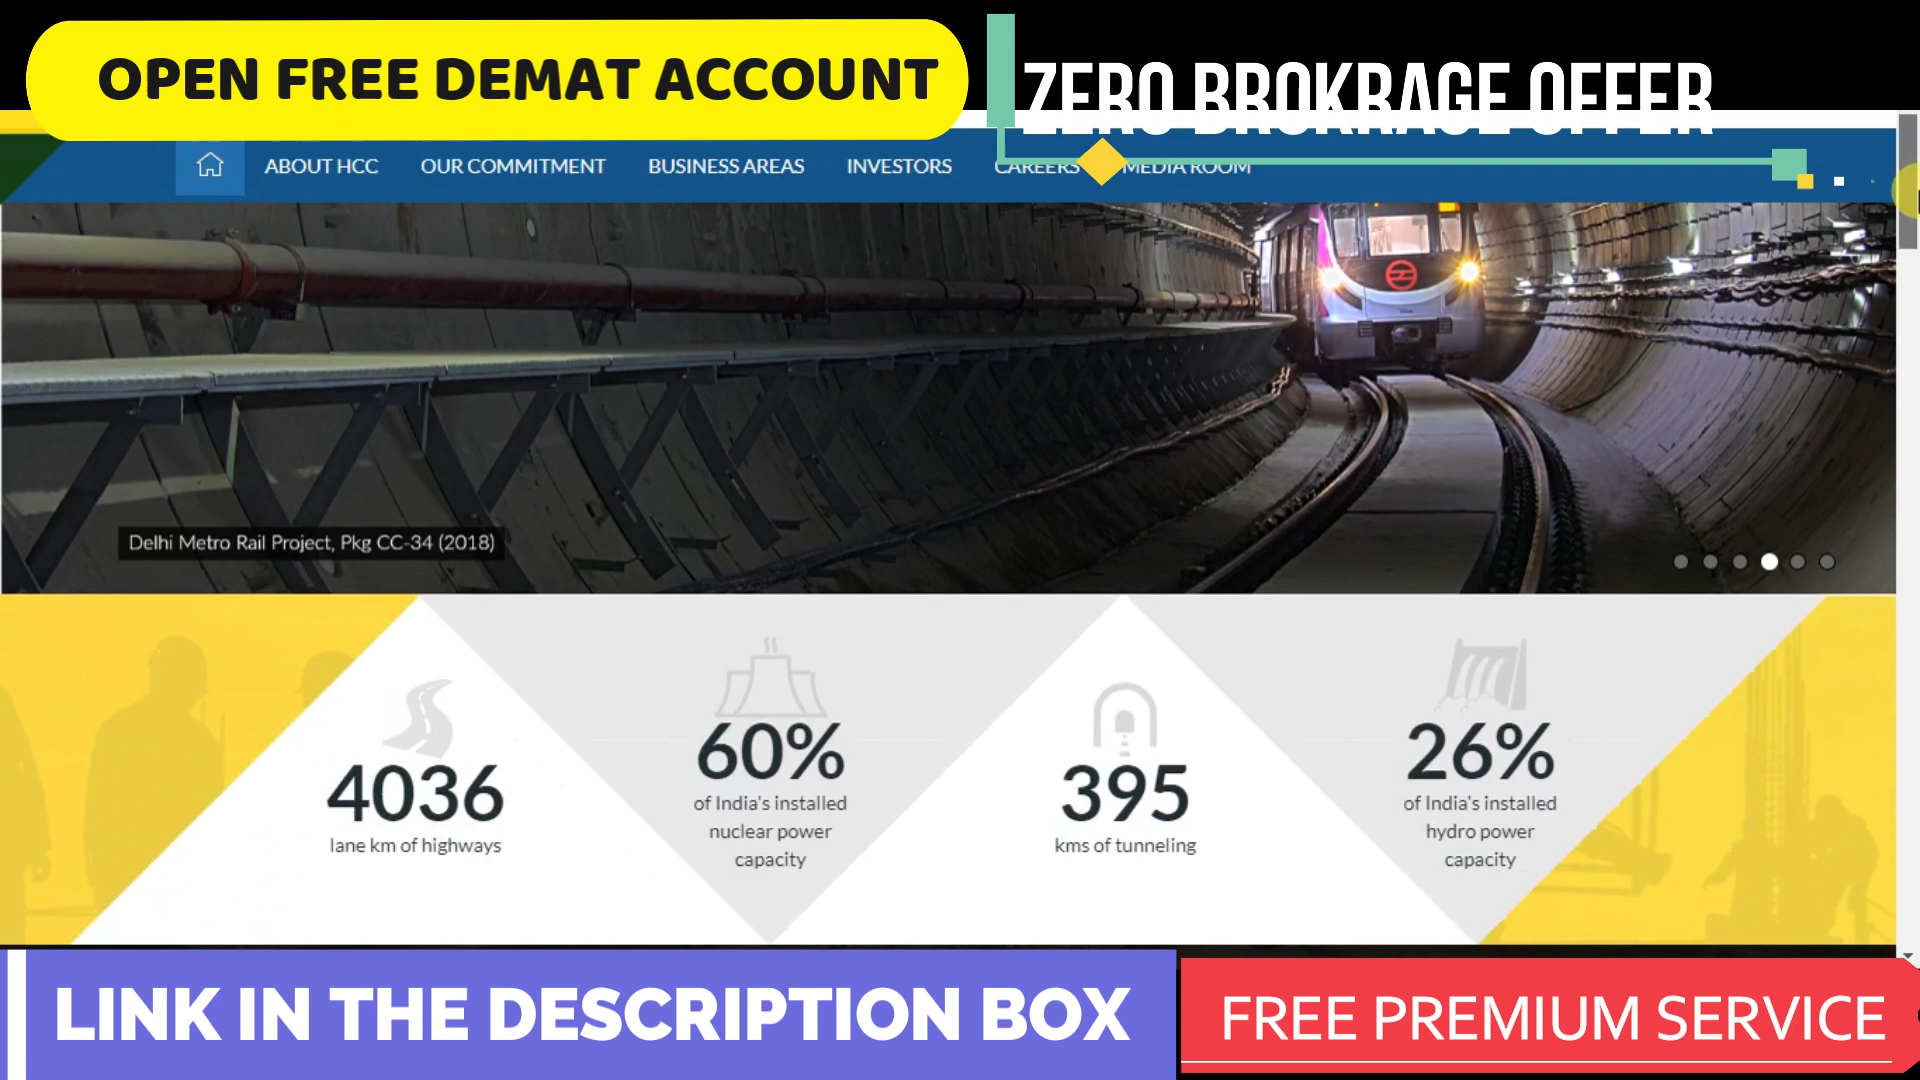 OPEN FREE DEMAT ACCOUNT
ZERO BROKRAGE OFFER
ABOUT HCC
OUR COMMITMENT
BUSINESS AREAS
INVESTORS
CAREERS
MEDIA ROOM
Delhi Metro Rail Project, Pkg CC-34 (2018)
4036
lane km of highways
60%
of India's installed
nuclear power
capacity
395
kms of tunneling
26%
of India's installed
hydro power
capacity
LINK IN THE DESCRIPTION BOX
FREE PREMIUM SERVICE